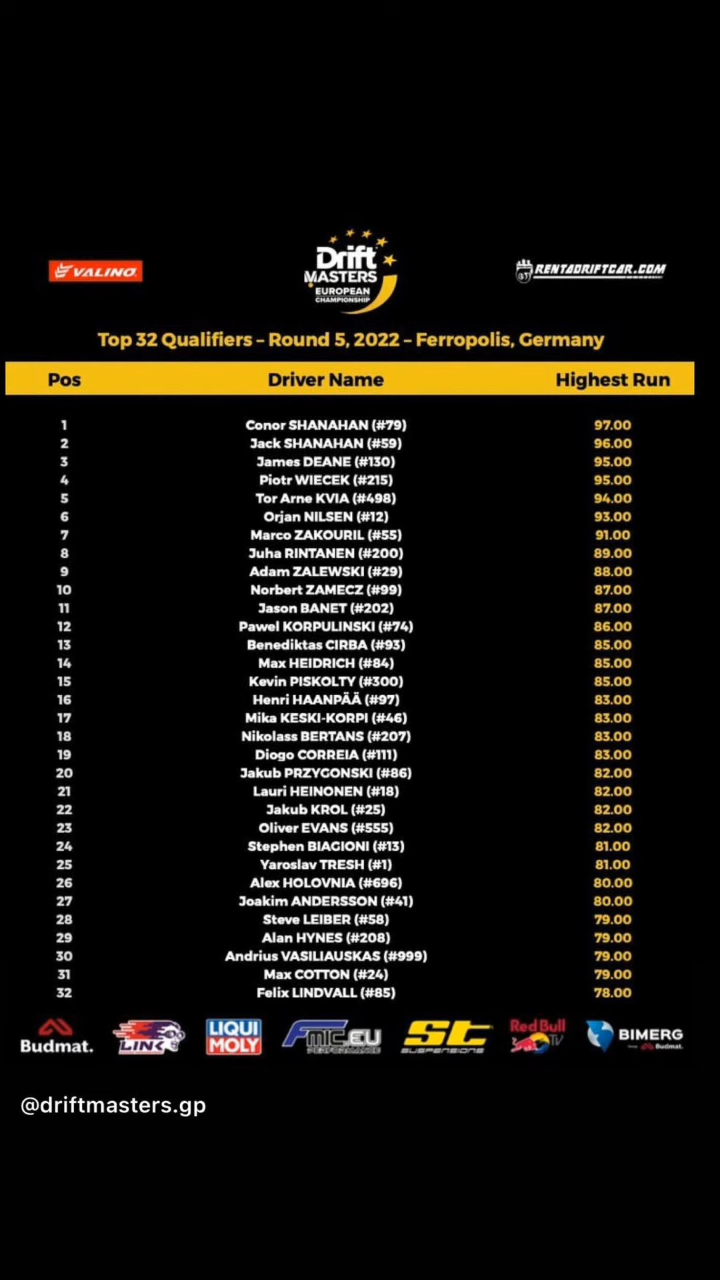 VALINO
Drift
MASTERS
EUROPEAN
CHAMPIONSHIP
RENTADRIFTCAR.COM
Top 32 Qualifiers – Round 5, 2022 – Ferropolis, Germany
Pos Driver Name Highest Run
1 Conor SHANAHAN (#79) 97.00
2 Jack SHANAHAN (#59) 96.00
3 James DEANE (#130) 95.00
4 Piotr WIECEK (#215) 95.00
5 Tor Arne KVIA (#498) 94.00
6 Orjan NILSEN (#12) 93.00
7 Marco ZAKOURIL (#55) 91.00
8 Juha RINTANEN (#200) 89.00
9 Adam ZALEWSKI (#29) 88.00
10 Norbert ZAMECZ (#99) 87.00
11 Jason BANET (#202) 87.00
12 Pawel KORPULINSKI (#74) 86.00
13 Benediktas CIRBA (#93) 85.00
14 Max HEIDRICH (#84) 85.00
15 Kevin PISKOLTY (#300) 85.00
16 Henri HAANPÄÄ (#97) 83.00
17 Mika KESKI-KORPI (#46) 83.00
18 Nikolass BERTANS (#207) 83.00
19 Diogo CORREIA (#111) 83.00
20 Jakub PRZYGONSKI (#86) 82.00
21 Lauri HEINONEN (#18) 82.00
22 Jakub KROL (#25) 82.00
23 Oliver EVANS (#555) 82.00
24 Stephen BIAGIONI (#13) 81.00
25 Yaroslav TRESH (#1) 81.00
26 Alex HOLOVNIA (#696) 80.00
27 Joakim ANDERSSON (#41) 80.00
28 Steve LEIBER (#58) 79.00
29 Alan HYNES (#208) 79.00
30 Andrius VASILIAUSKAS (#999) 79.00
31 Max COTTON (#24) 79.00
32 Felix LINDVALL (#85) 78.00
Budmat.
LINK
LIQUI
MOLY
FMIC.EU
PERFORMANCE
ST
SUSPENSIONS
Red Bull
TV
BIMERG
Budmat.
@driftmasters.gp